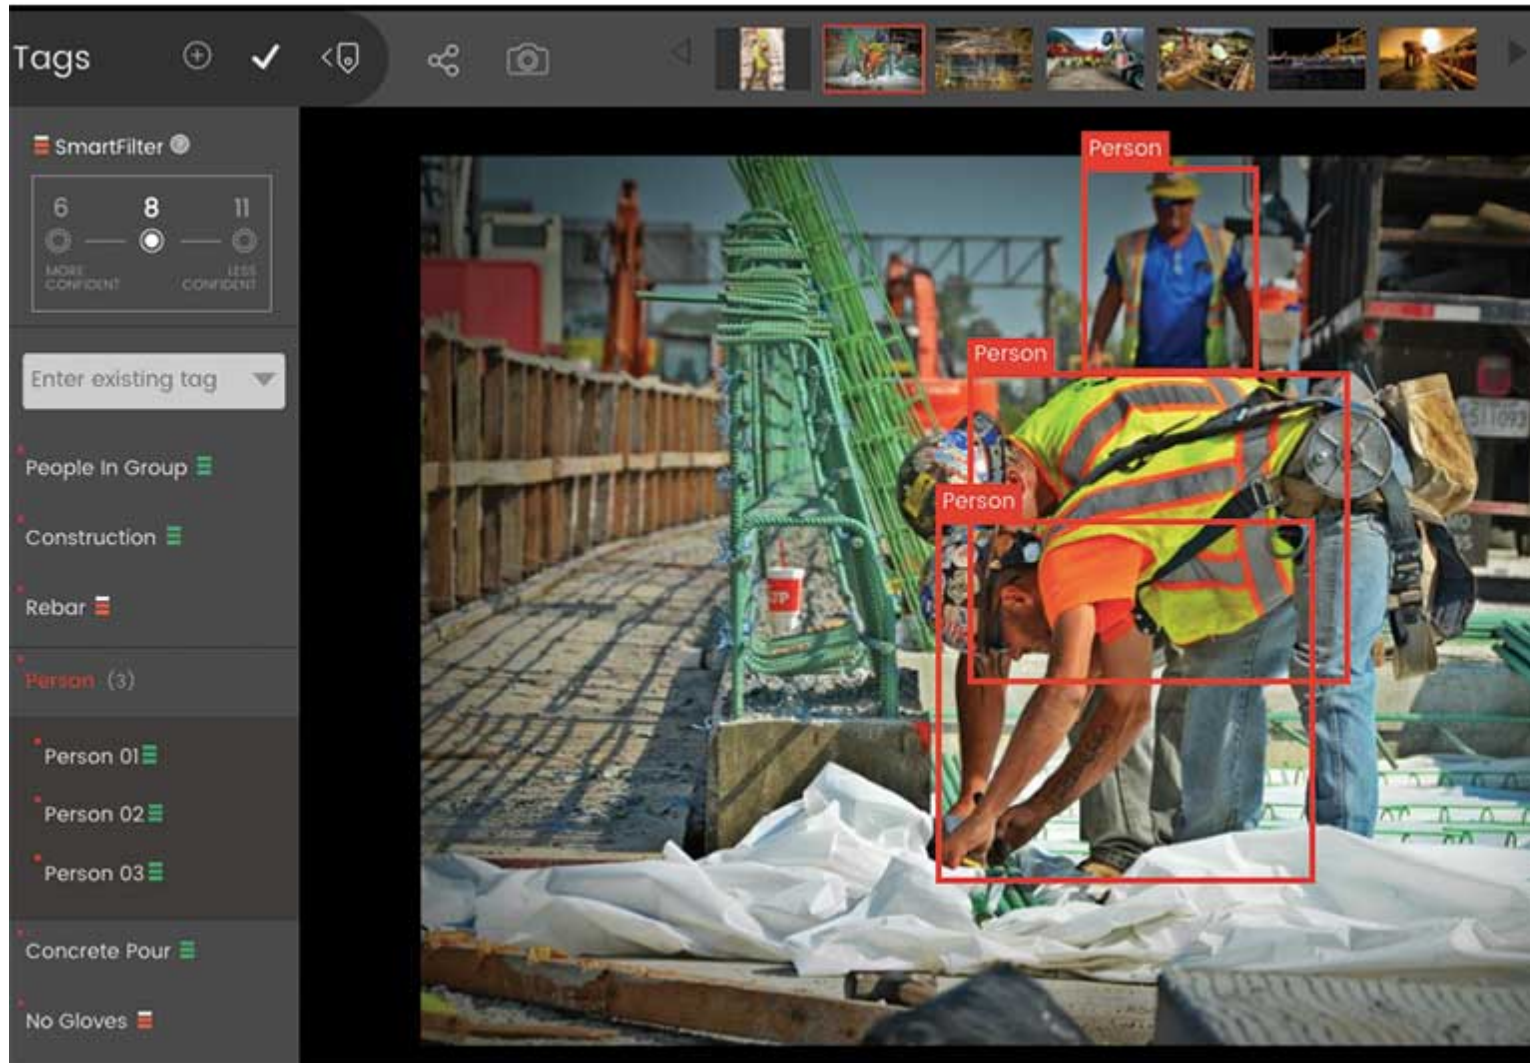 Tags
SmartFilter
6 8 11
MORE CONFIDENT
LESS CONFIDENT
Enter existing tag
People In Group
Construction
Rebar
Person (3)
Person 01
Person 02
Person 03
Concrete Pour
No Gloves
Person
Person
Person